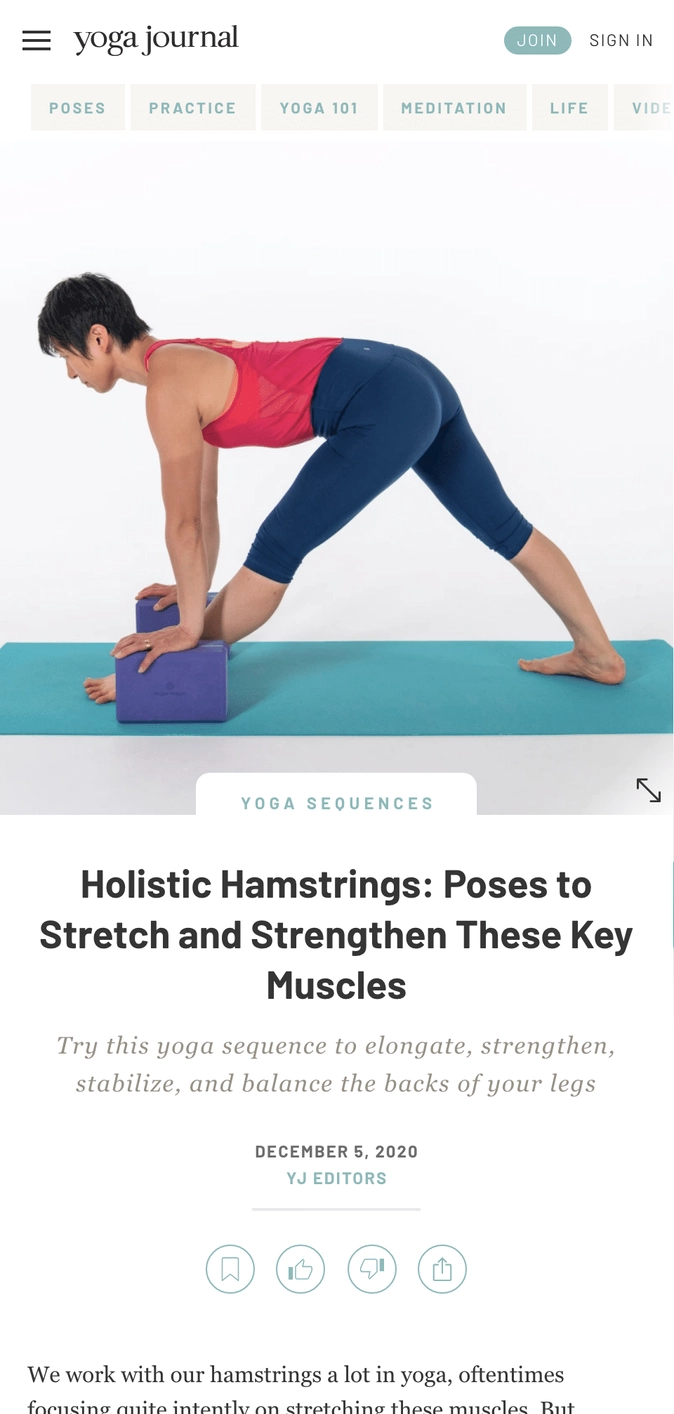 yoga journal
JOIN
SIGN IN
POSES
PRACTICE
YOGA 101
MEDITATION
LIFE
VIDE
YOGA SEQUENCES
Holistic Hamstrings: Poses to
Stretch and Strengthen These Key
Muscles
Try this yoga sequence to elongate, strengthen,
stabilize, and balance the backs of your legs
DECEMBER 5, 2020
YJ EDITORS
We work with our hamstrings a lot in yoga, oftentimes
focusing quite intently on stretching these muscles. But